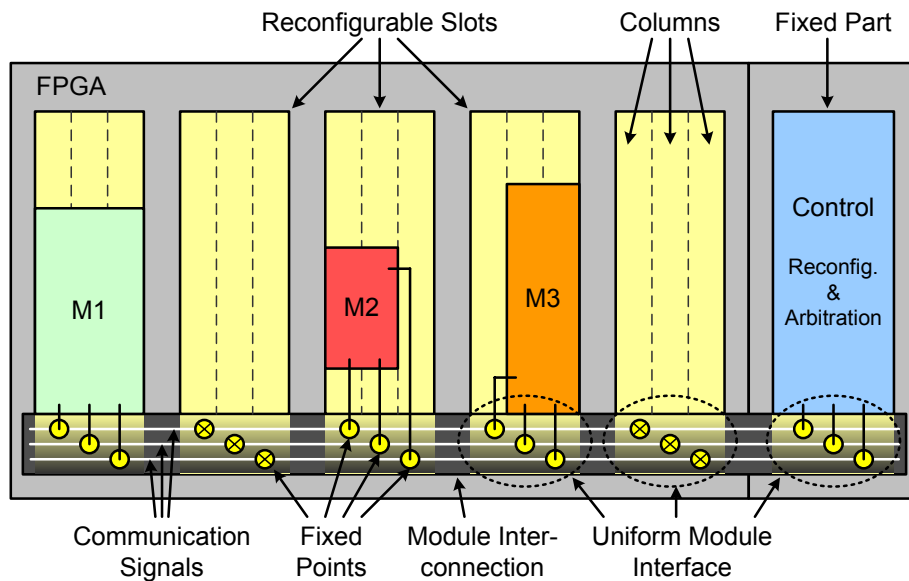 Reconfigurable Slots
Columns
Fixed Part
FPGA
M1
M2
M3
Control
Reconfig.
&
Arbitration
Communication
Signals
Fixed
Points
Module Inter-
connection
Uniform Module
Interface